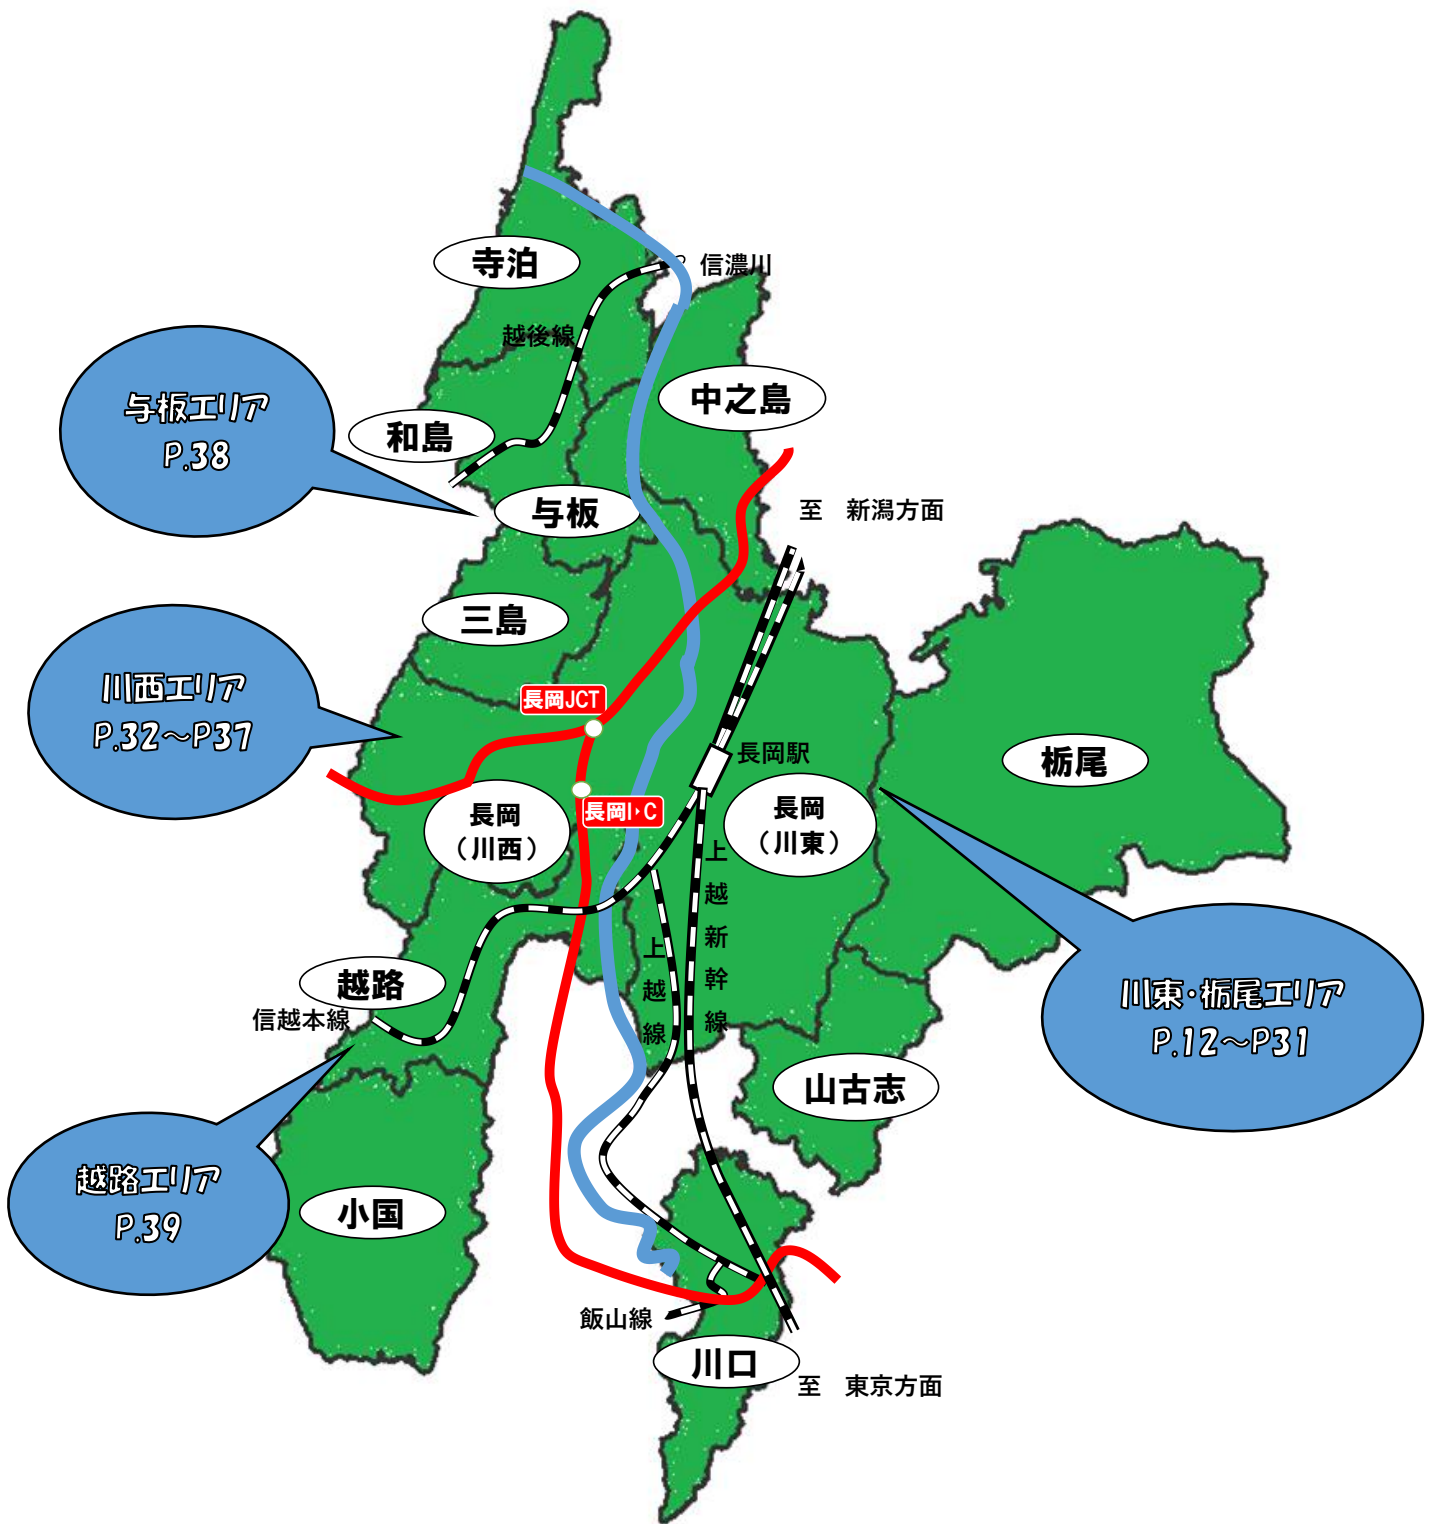 寺泊
信濃川
越後線
中之島
与板エリア
P.38
和島
与板
至　新潟方面
三島
川西エリア
P.32～P37
長岡JCT
長岡駅
栃尾
長岡I・C
長岡
（川西）
長岡
（川東）
上越新幹線
上越線
越路
信越本線
川東・栃尾エリア
P.12～P31
山古志
越路エリア
P.39
小国
飯山線
川口
至　東京方面